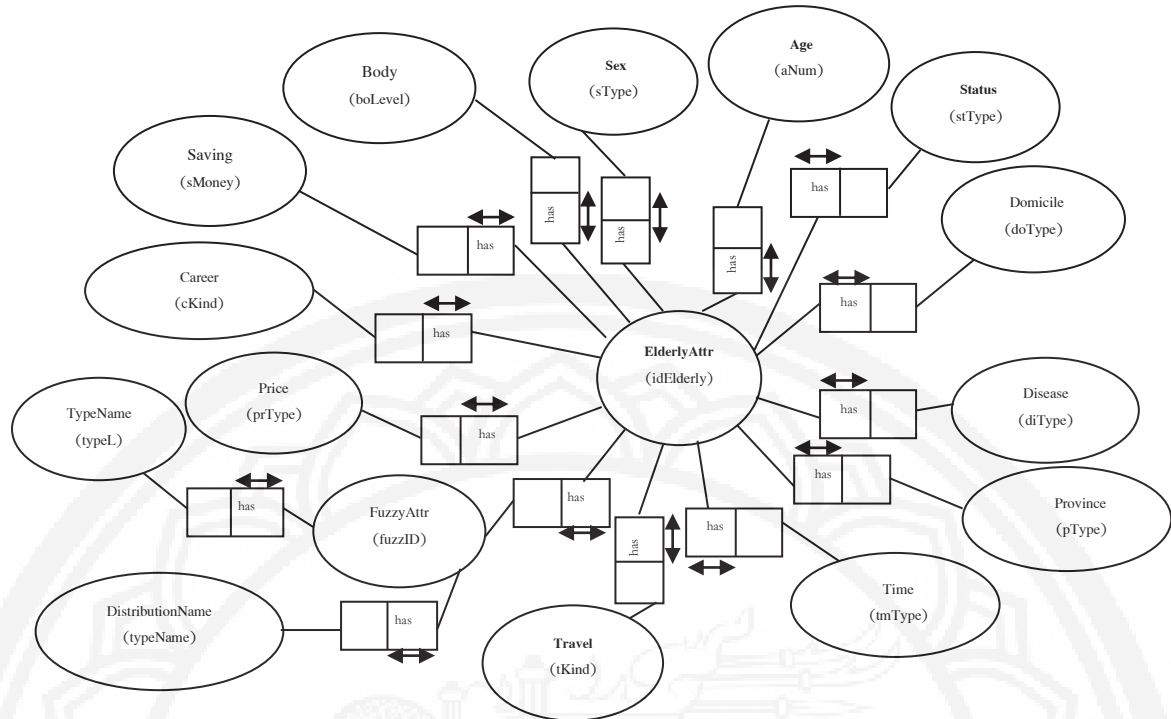 Age
(aNum)
Sex
(sType)
Body
(boLevel)
Status
(stType)
Saving
(sMoney)
has
has
has
has
has
Domicile
(doType)
has
Career
(cKind)
has
has
ElderlyAttr
(idElderly)
Price
(prType)
Disease
(diType)
TypeName
(typeL)
has
has
has
has
has
FuzzyAttr
(fuzzID)
has
has
Province
(pType)
DistributionName
(typeName)
has
Time
(tmType)
Travel
(tKind)